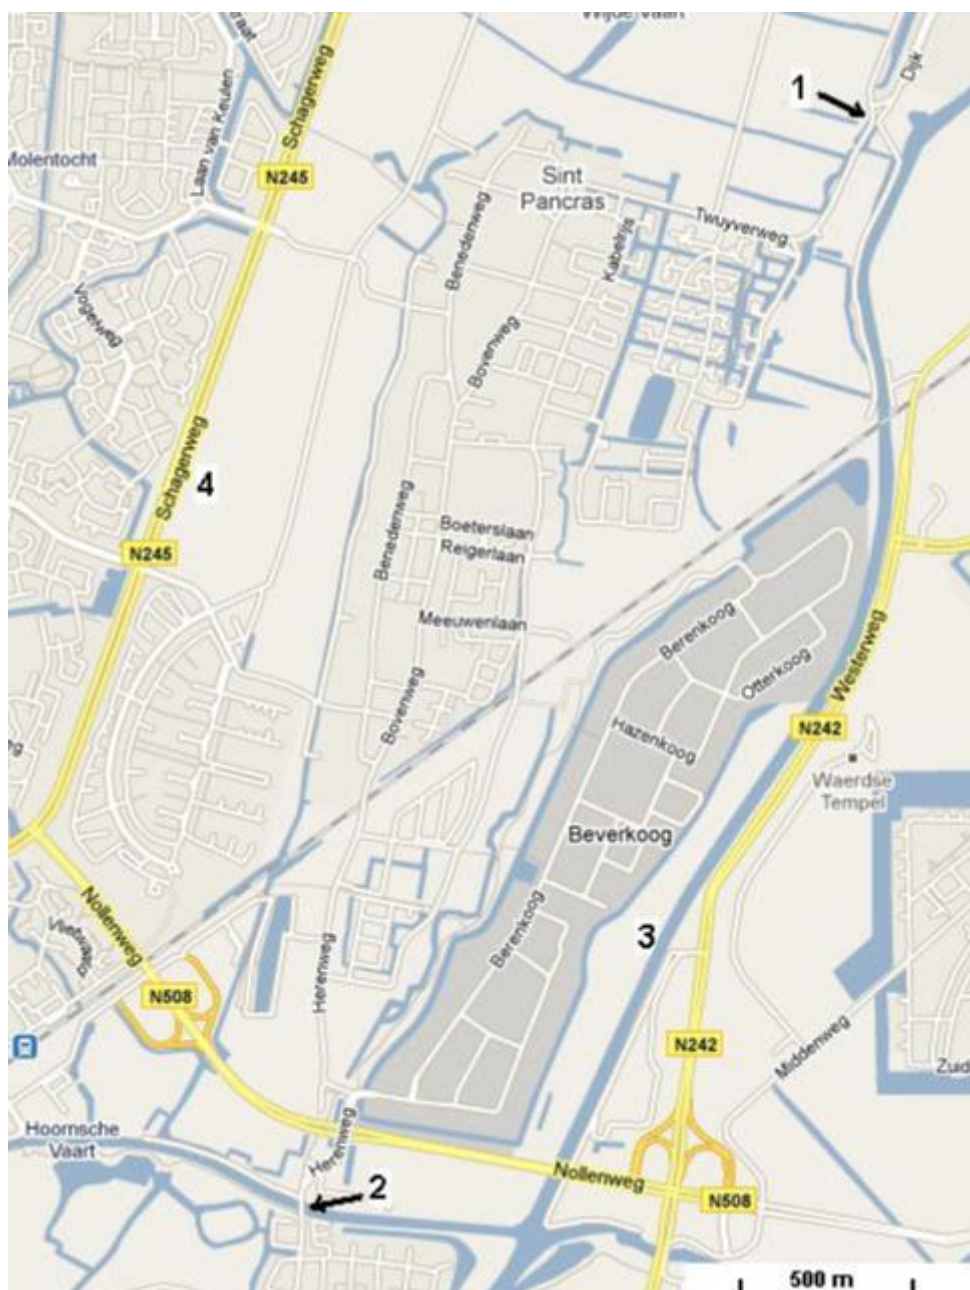 Wijde Vaart
Dijk
1
Laan van Keulen
Schagerweg
Molentocht
N245
Sint
Pancras
Benedenweg
Kabelrijs
Twuyverweg
Bovenweg
Schagerweg
4
N245
Benedenweg
Boeterslaan
Reigerlaan
Meeuwenlaan
Berenkoog
Otterkoog
Westerweg
Bovenweg
N242
Hazenkoog
Waerdse
Tempel
Beverkoog
Nollenweg
Berenkoog
3
Herenweg
N508
N242
Middenweg
Zuid
Hoornsche
Vaart
Herenweg
Nollenweg
2
N508
500 m